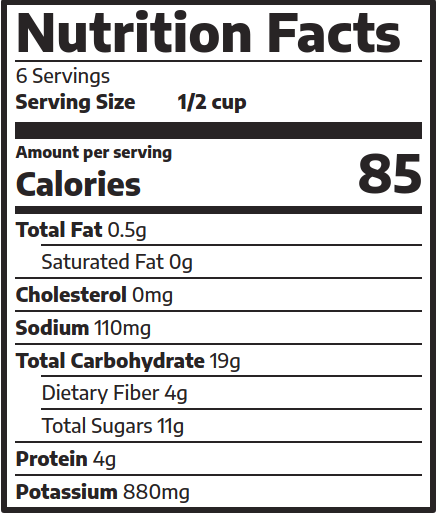 Nutrition Facts
6 Servings
Serving Size 1/2 cup
Amount per serving
Calories 85
Total Fat 0.5g
Saturated Fat 0g
Cholesterol 0mg
Sodium 110mg
Total Carbohydrate 19g
Dietary Fiber 4g
Total Sugars 11g
Protein 4g
Potassium 880mg